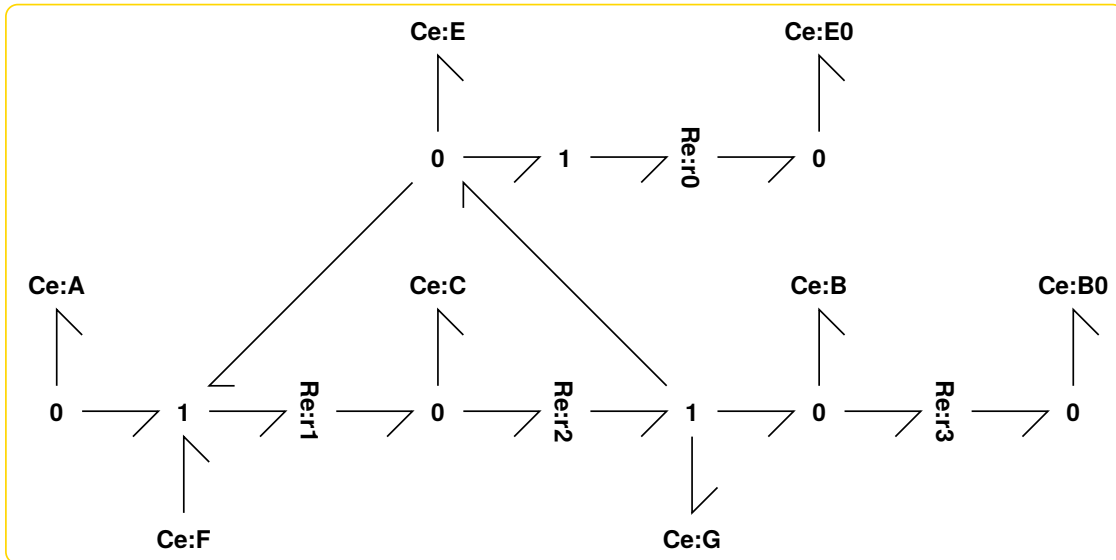 Ce:E Ce:E0
0 1 Re:r0 0
Ce:A Ce:C Ce:B Ce:B0
0 1 Re:r1 0 Re:r2 1 0 Re:r3 0
Ce:F Ce:G